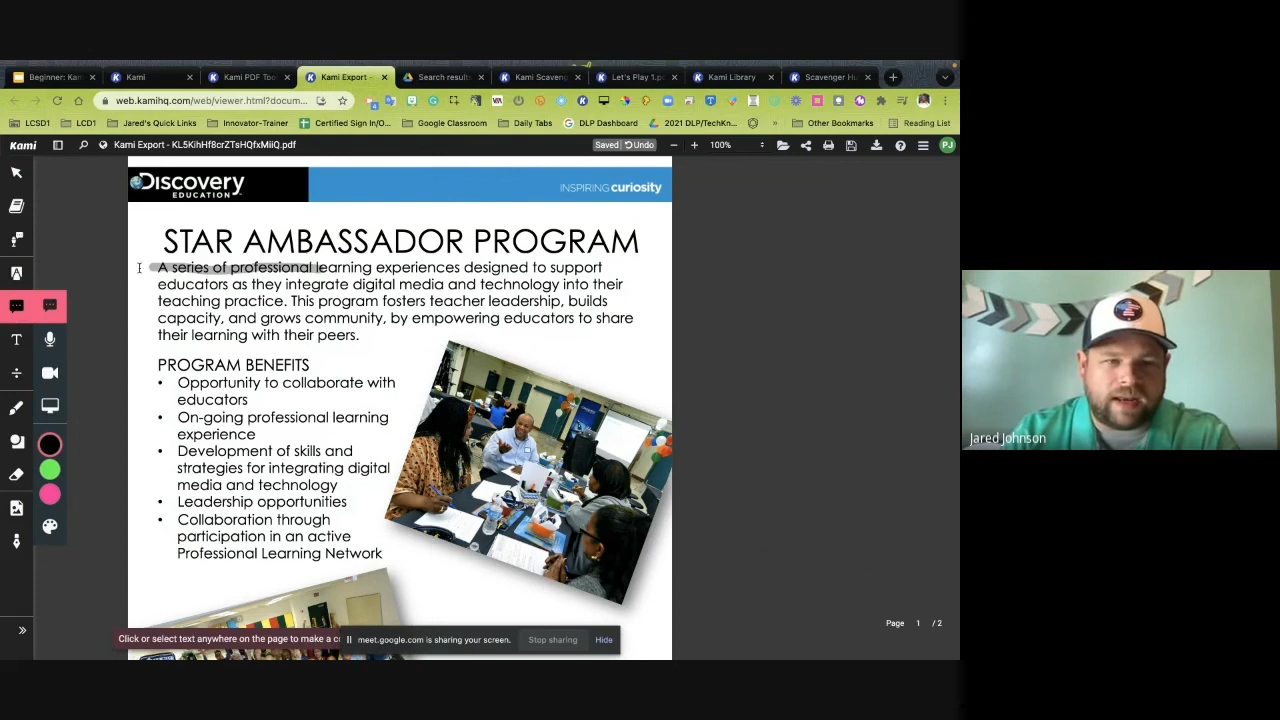 Beginner: Kan
Kami
Kami PDF Too
Kami Export -
Search results
Kami Scaveng
Let's Play 1.pd
Kami Library
Scavenger Hu
web.kamihq.com/web/viewer.html?docum...
LCSD1
LCD1
Jared's Quick Links
Innovator-Trainer
Certified Sign In/O...
Google Classroom
Daily Tabs
DLP Dashboard
2021 DLP/TechKn...
Other Bookmarks
Reading List
Kami
Kami Export - KL5KihHf8crZTsHQfxMiiQ.pdf
Saved
Undo
100%
PJ
DISCOVERY
EDUCATION
INSPIRING curiosity
STAR AMBASSADOR PROGRAM
A series of professional learning experiences designed to support
educators as they integrate digital media and technology into their
teaching practice. This program fosters teacher leadership, builds
capacity, and grows community, by empowering educators to share
their learning with their peers.
PROGRAM BENEFITS
• Opportunity to collaborate with
educators
• On-going professional learning
experience
• Development of skills and
strategies for integrating digital
media and technology
• Leadership opportunities
• Collaboration through
participation in an active
Professional Learning Network
Page 1 / 2
Click or select text anywhere on the page to make a co
meet.google.com is sharing your screen.
Stop sharing
Hide
Jared Johnson